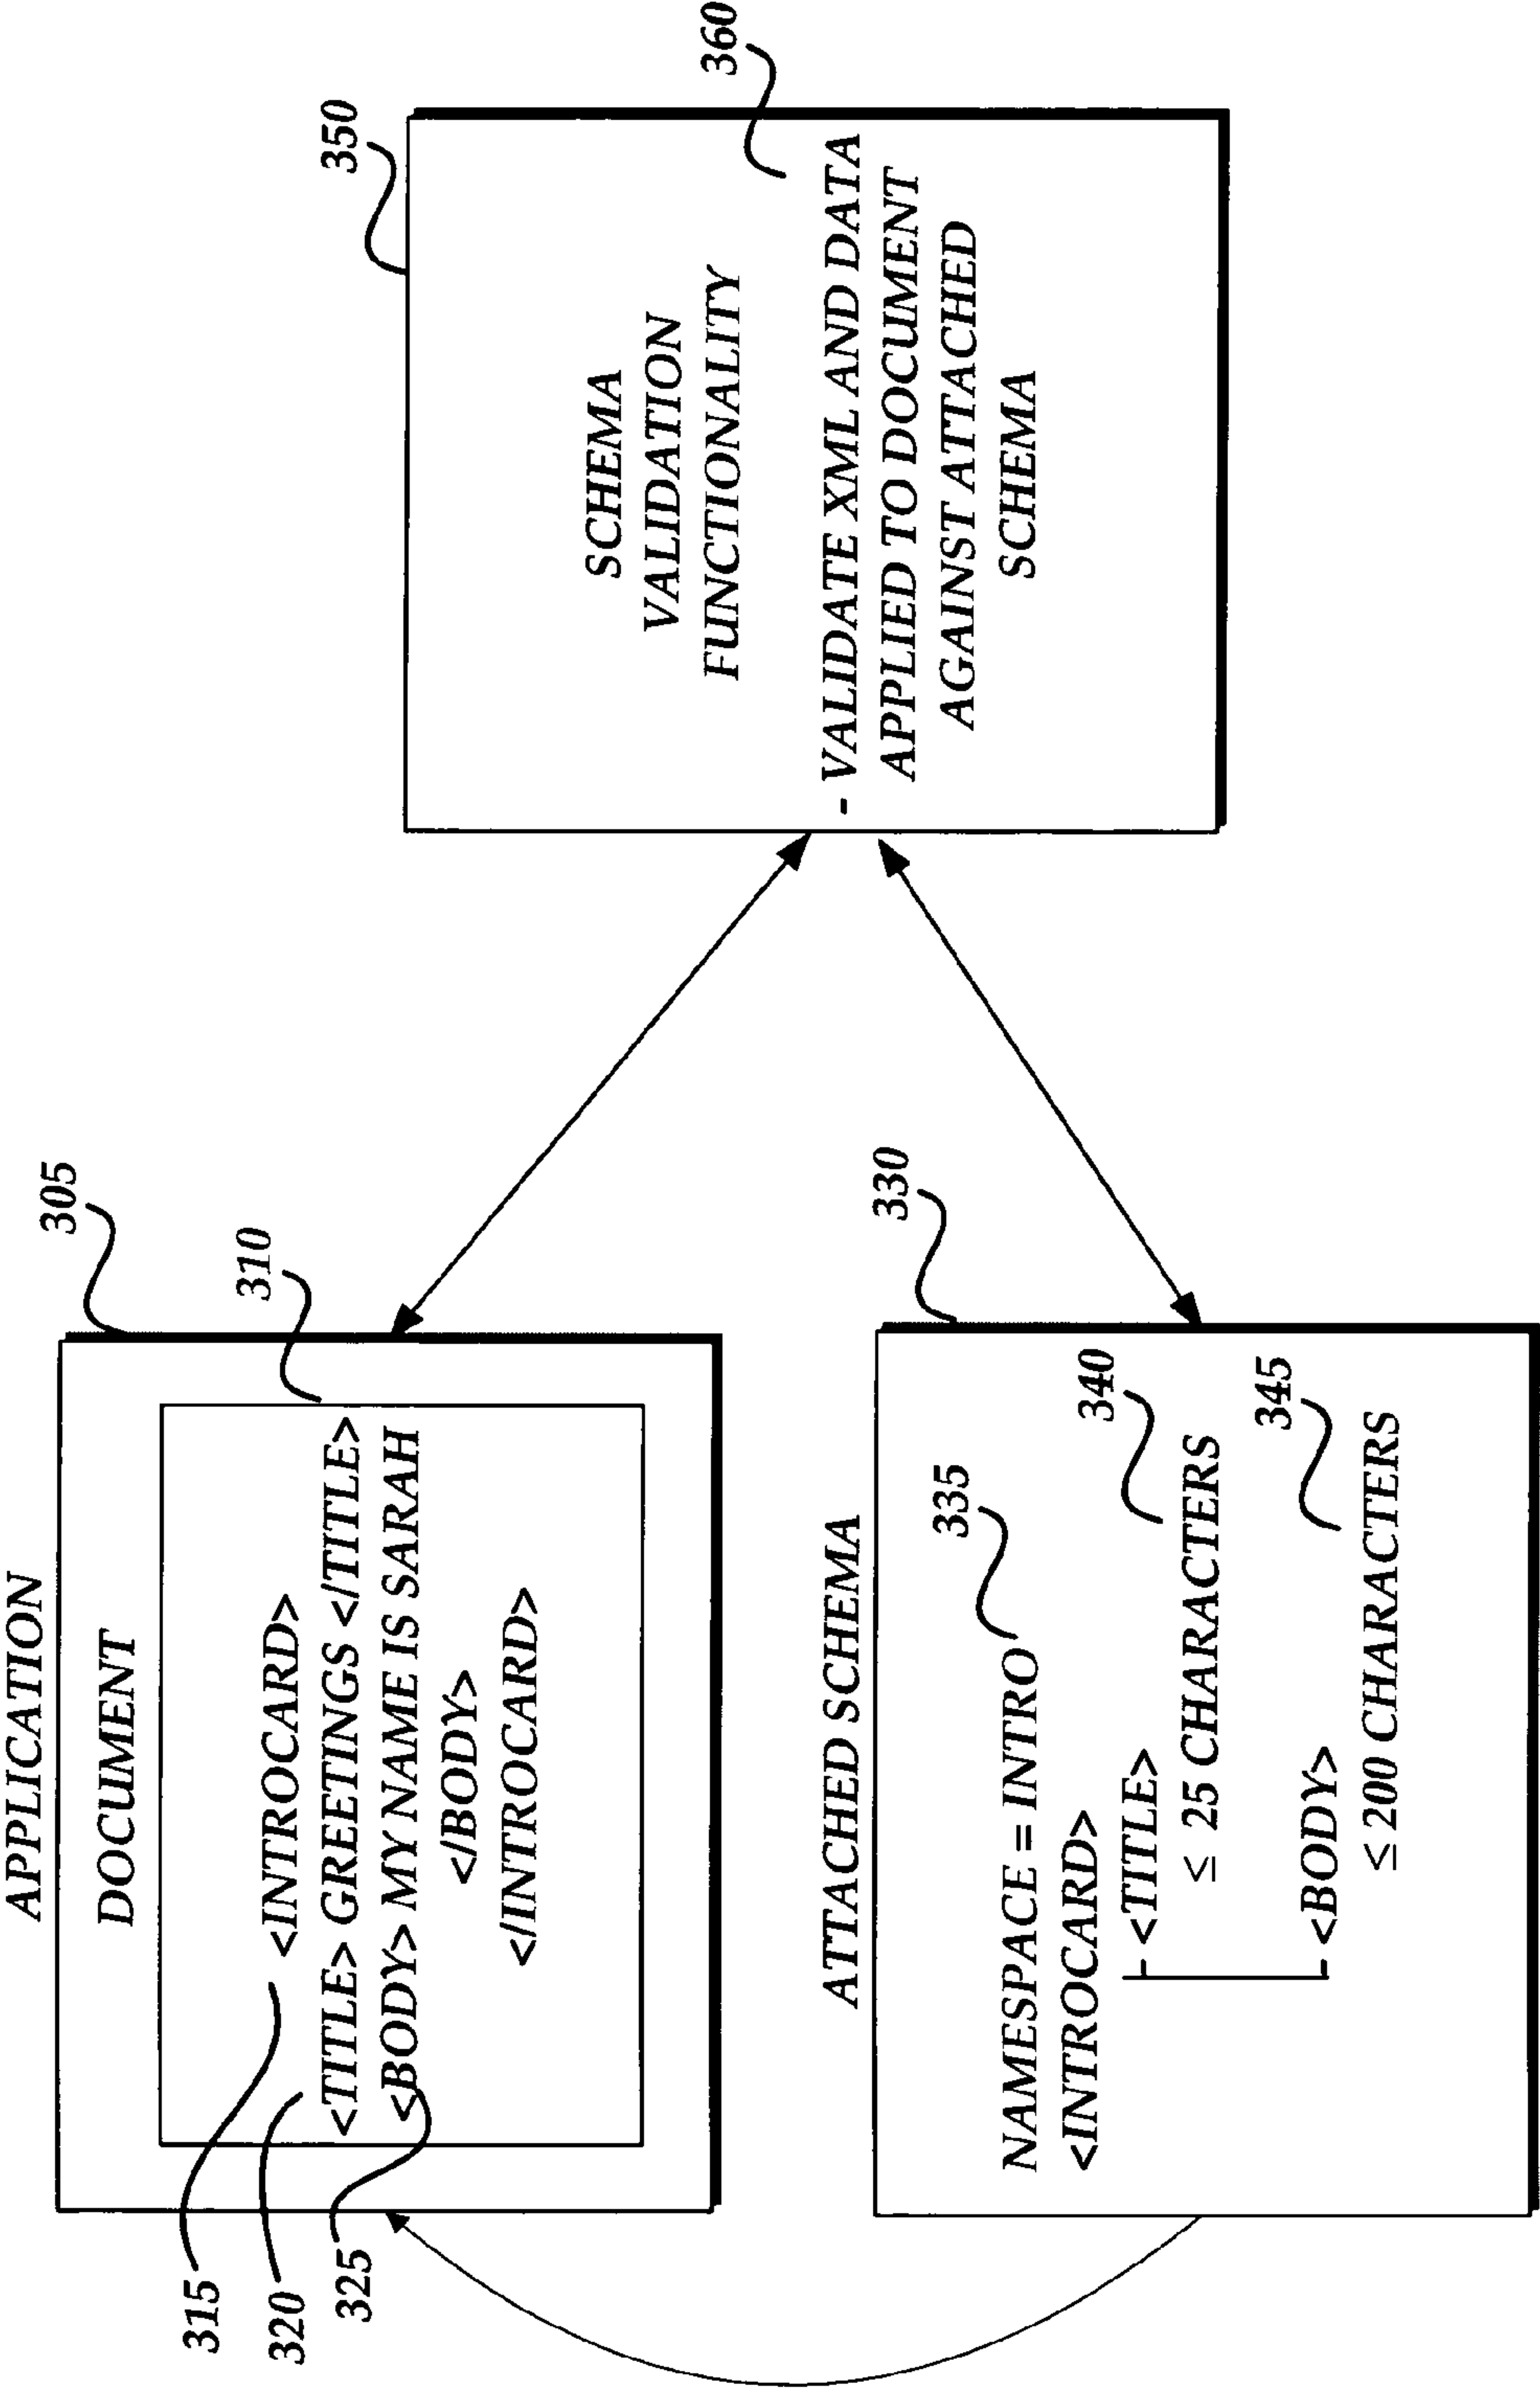 APPLICATION
305
DOCUMENT
310
315
<INTROCARD>
320
<TITLE> GREETINGS </TITLE>
325
<BODY> MY NAME IS SARAH
</BODY>
</INTROCARD>
350
SCHEMA
VALIDATION
FUNCTIONALITY
360
- VALIDATE XML AND DATA
APPLIED TO DOCUMENT
AGAINST ATTACHED
SCHEMA
ATTACHED SCHEMA
330
335
NAMESPACE = INTRO
<INTROCARD>
340
- <TITLE>
≤ 25 CHARACTERS
345
- <BODY>
≤ 200 CHARACTERS